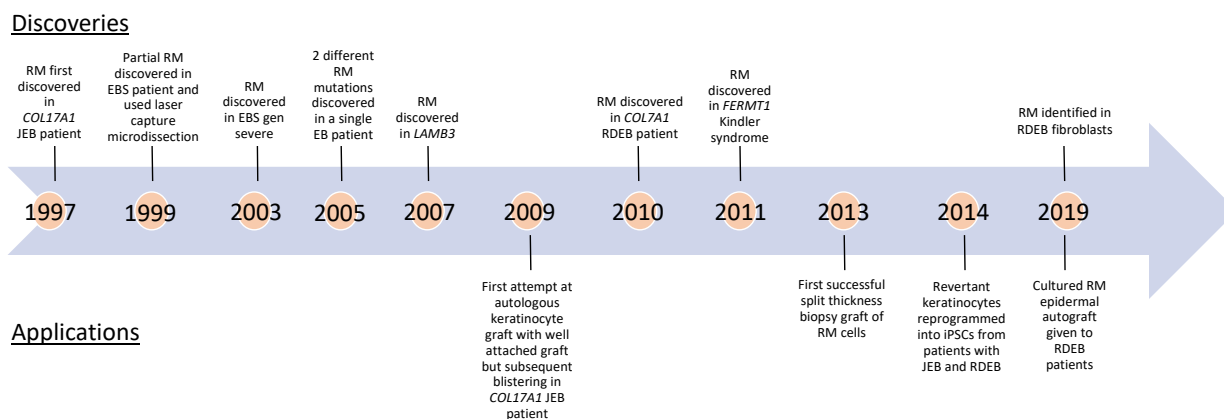 Discoveries
RM first
discovered
in
COL17A1
JEB patient
Partial RM
discovered in
EBS patient and
used laser
capture
microdissection
RM
discovered
in EBS gen
severe
2 different
RM
mutations
discovered
in a single
EB patient
RM
discovered
in LAMB3
RM discovered
in COL7A1
RDEB patient
RM
discovered
in FERMT1
Kindler
syndrome
RM identified in
RDEB fibroblasts
1997
1999
2003
2005
2007
2009
2010
2011
2013
2014
2019
Applications
First attempt at
autologous
keratinocyte
graft with well
attached graft
but subsequent
blistering in
COL17A1 JEB
patient
First successful
split thickness
biopsy graft of
RM cells
Revertant
keratinocytes
reprogrammed
into iPSCs from
patients with
JEB and RDEB
Cultured RM
epidermal
autograft
given to
RDEB
patients